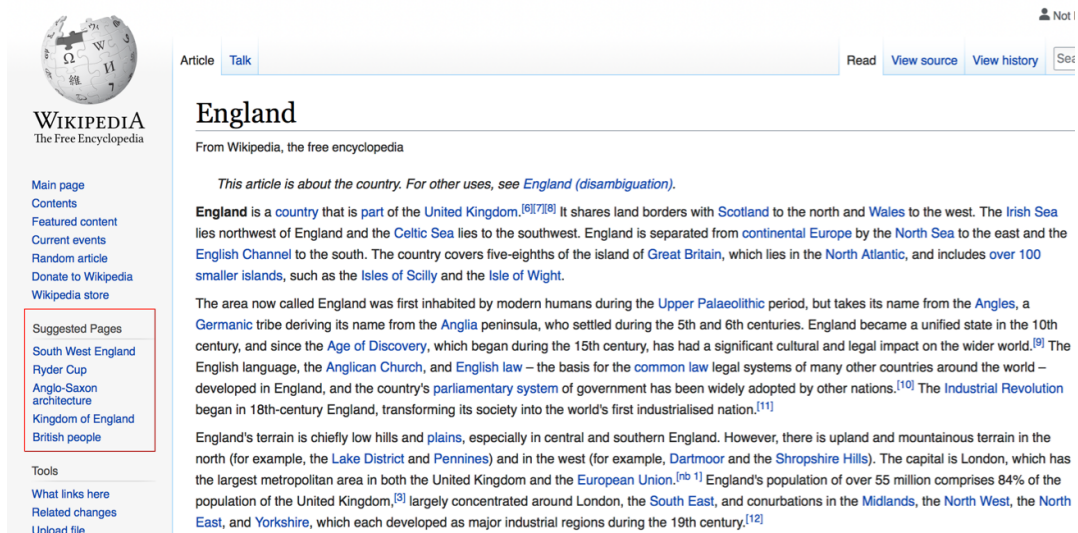 Not
Article Talk Read View source View history Sea
WIKIPEDIA
The Free Encyclopedia
Main page
Contents
Featured content
Current events
Random article
Donate to Wikipedia
Wikipedia store
Suggested Pages
South West England
Ryder Cup
Anglo-Saxon
architecture
Kingdom of England
British people
Tools
What links here
Related changes
Upload file
England
From Wikipedia, the free encyclopedia
This article is about the country. For other uses, see England (disambiguation).
England is a country that is part of the United Kingdom.[6][7][8] It shares land borders with Scotland to the north and Wales to the west. The Irish Sea
lies northwest of England and the Celtic Sea lies to the southwest. England is separated from continental Europe by the North Sea to the east and the
English Channel to the south. The country covers five-eighths of the island of Great Britain, which lies in the North Atlantic, and includes over 100
smaller islands, such as the Isles of Scilly and the Isle of Wight.
The area now called England was first inhabited by modern humans during the Upper Palaeolithic period, but takes its name from the Angles, a
Germanic tribe deriving its name from the Anglia peninsula, who settled during the 5th and 6th centuries. England became a unified state in the 10th
century, and since the Age of Discovery, which began during the 15th century, has had a significant cultural and legal impact on the wider world.[9] The
English language, the Anglican Church, and English law – the basis for the common law legal systems of many other countries around the world –
developed in England, and the country's parliamentary system of government has been widely adopted by other nations.[10] The Industrial Revolution
began in 18th-century England, transforming its society into the world's first industrialised nation.[11]
England's terrain is chiefly low hills and plains, especially in central and southern England. However, there is upland and mountainous terrain in the
north (for example, the Lake District and Pennines) and in the west (for example, Dartmoor and the Shropshire Hills). The capital is London, which has
the largest metropolitan area in both the United Kingdom and the European Union.[nb 1] England's population of over 55 million comprises 84% of the
population of the United Kingdom,[3] largely concentrated around London, the South East, and conurbations in the Midlands, the North West, the North
East, and Yorkshire, which each developed as major industrial regions during the 19th century.[12]